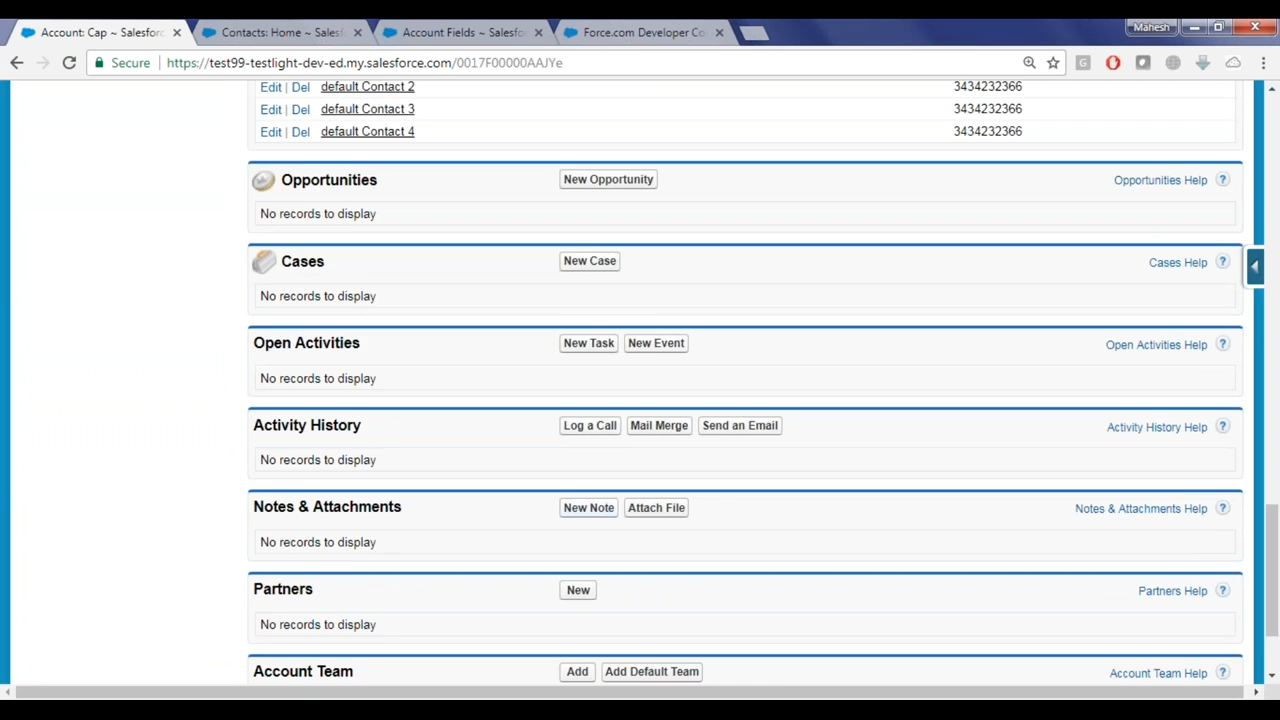 Account: Cap ~ Salesforc
Contacts: Home ~ Salesf
Account Fields ~ Salesfo
Force.com Developer Co
Mahesh
Secure
https://test99-testlight-dev-ed.my.salesforce.com/0017F00000AAJYe
Edit | Del default Contact 2 3434232366
Edit | Del default Contact 3 3434232366
Edit | Del default Contact 4 3434232366
Opportunities New Opportunity Opportunities Help ?
No records to display
Cases New Case Cases Help ?
No records to display
Open Activities New Task New Event Open Activities Help ?
No records to display
Activity History Log a Call Mail Merge Send an Email Activity History Help ?
No records to display
Notes & Attachments New Note Attach File Notes & Attachments Help ?
No records to display
Partners New Partners Help ?
No records to display
Account Team Add Add Default Team Account Team Help ?